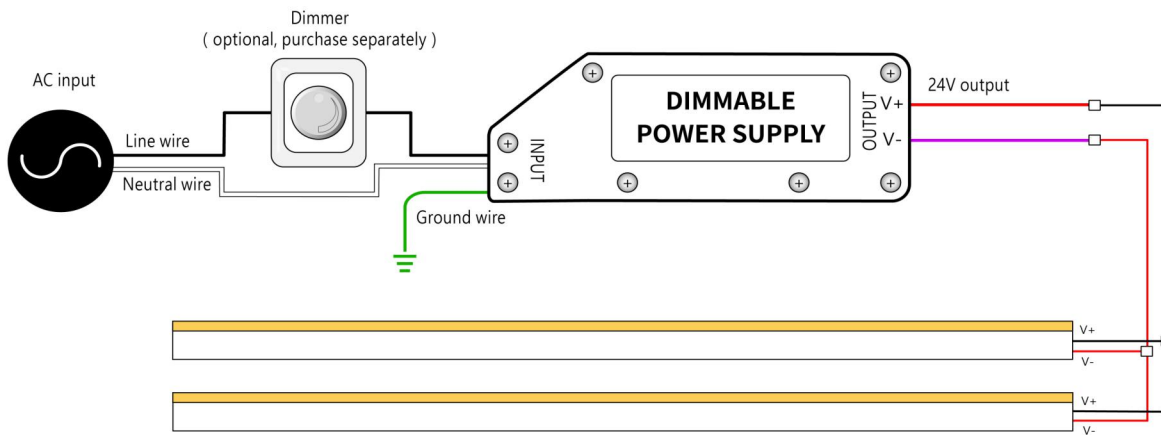 Dimmer
( optional, purchase separately )
AC input
Line wire
Neutral wire
Ground wire
INPUT
DIMMABLE
POWER SUPPLY
OUTPUT
V+
V-
24V output
V+
V-
V+
V-